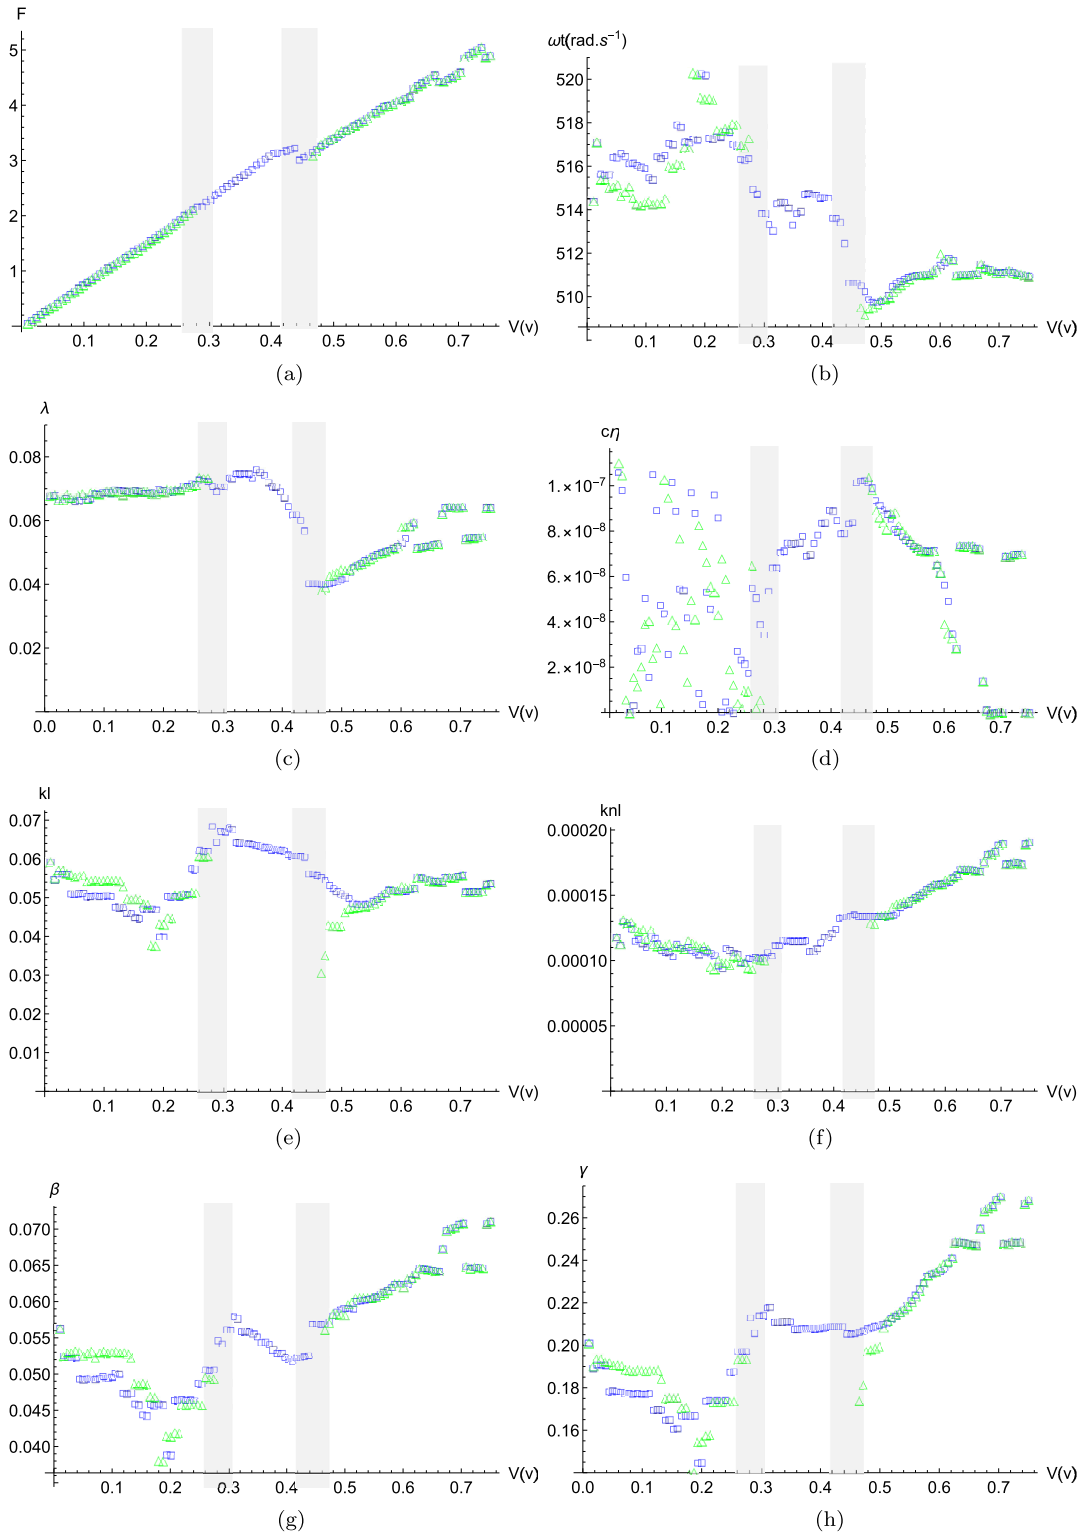 F
5
4
3
2
1
0.1 0.2 0.3 0.4 0.5 0.6 0.7 V(v)
(a)
ωt(rad.s⁻¹)
520
518
516
514
512
510
0.1 0.2 0.3 0.4 0.5 0.6 0.7 V(v)
(b)
λ
0.08
0.06
0.04
0.02
0.0 0.1 0.2 0.3 0.4 0.5 0.6 0.7 V(v)
(c)
cη
1.×10⁻⁷
8.×10⁻⁸
6.×10⁻⁸
4.×10⁻⁸
2.×10⁻⁸
0.1 0.2 0.3 0.4 0.5 0.6 0.7 V(v)
(d)
kl
0.07
0.06
0.05
0.04
0.03
0.02
0.01
0.1 0.2 0.3 0.4 0.5 0.6 0.7 V(v)
(e)
knl
0.00020
0.00015
0.00010
0.00005
0.1 0.2 0.3 0.4 0.5 0.6 0.7 V(v)
(f)
β
0.070
0.065
0.060
0.055
0.050
0.045
0.040
0.1 0.2 0.3 0.4 0.5 0.6 0.7 V(v)
(g)
γ
0.26
0.24
0.22
0.20
0.18
0.16
0.0 0.1 0.2 0.3 0.4 0.5 0.6 0.7 V(v)
(h)